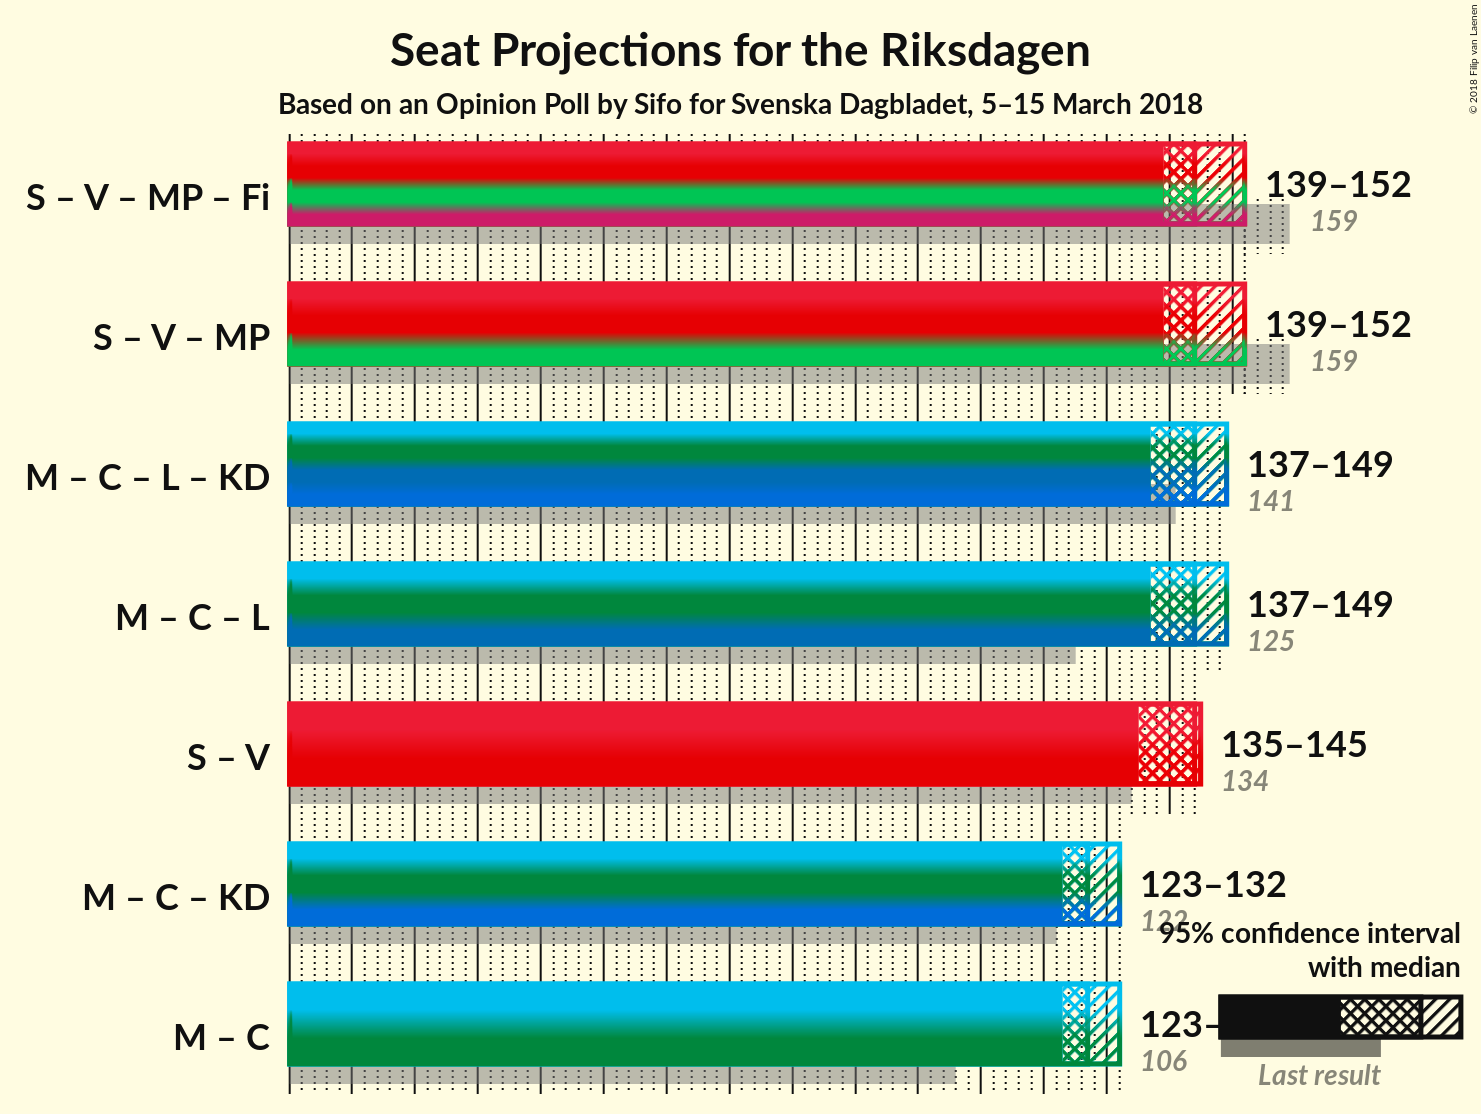 Seat Projections for the Riksdagen
Based on an Opinion Poll by Sifo for Svenska Dagbladet, 5–15 March 2018
© 2018 Filip van Laenen
S – V – MP – Fi
139–152
159
S – V – MP
139–152
159
M – C – L – KD
137–149
141
M – C – L
137–149
125
S – V
135–145
134
M – C – KD
123–132
122
95% confidence interval
with median
M – C
123–
106
Last result